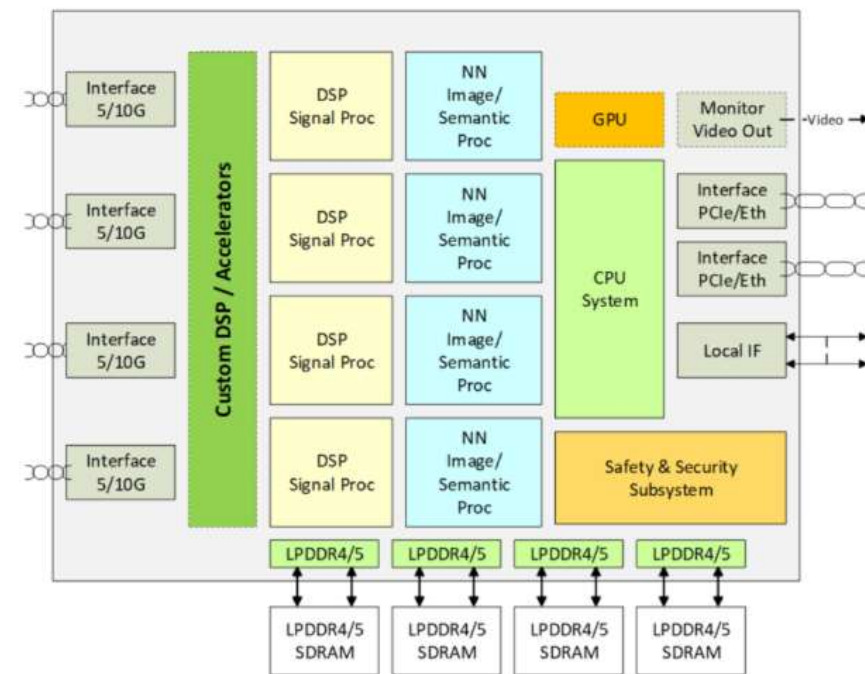 Interface
5/10G
Interface
5/10G
Interface
5/10G
Interface
5/10G
Custom DSP / Accelerators
DSP
Signal Proc
DSP
Signal Proc
DSP
Signal Proc
DSP
Signal Proc
NN
Image/
Semantic
Proc
NN
Image/
Semantic
Proc
NN
Image/
Semantic
Proc
NN
Image/
Semantic
Proc
GPU
CPU
System
Monitor
Video Out
Video
Interface
PCIe/Eth
Interface
PCIe/Eth
Local IF
Safety & Security
Subsystem
LPDDR4/5
LPDDR4/5
LPDDR4/5
LPDDR4/5
LPDDR4/5
SDRAM
LPDDR4/5
SDRAM
LPDDR4/5
SDRAM
LPDDR4/5
SDRAM